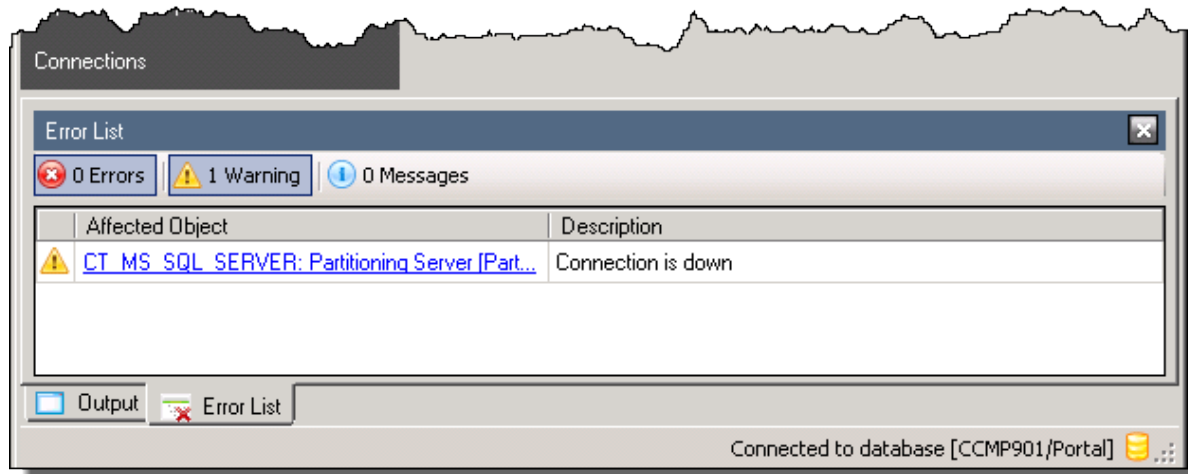 Connections
Error List
0 Errors 1 Warning 0 Messages
Affected Object Description
CT_MS_SQL_SERVER: Partitioning Server [Part... Connection is down
Output Error List
Connected to database [CCMP901/Portal]